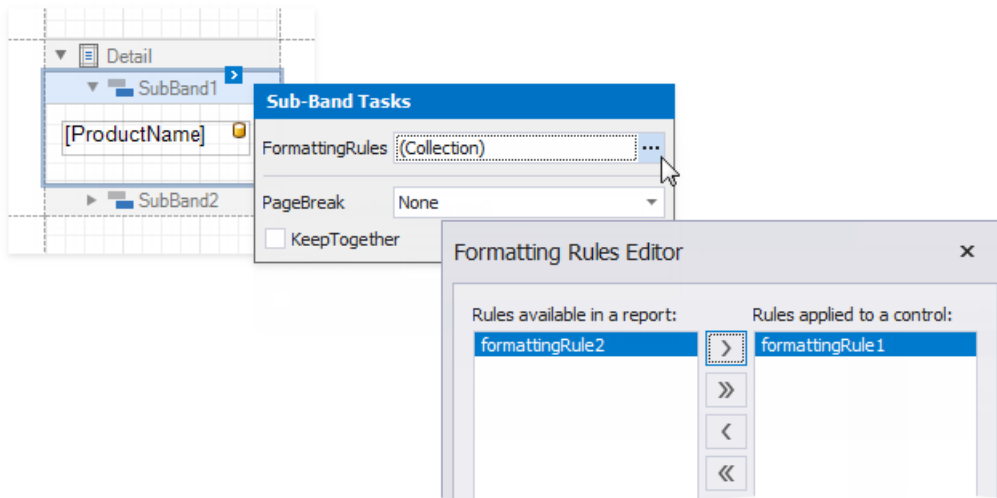 Detail
SubBand1
[ProductName]
SubBand2
Sub-Band Tasks
FormattingRules (Collection) ...
PageBreak None
KeepTogether
Formatting Rules Editor
Rules available in a report: Rules applied to a control:
formattingRule2 formattingRule1